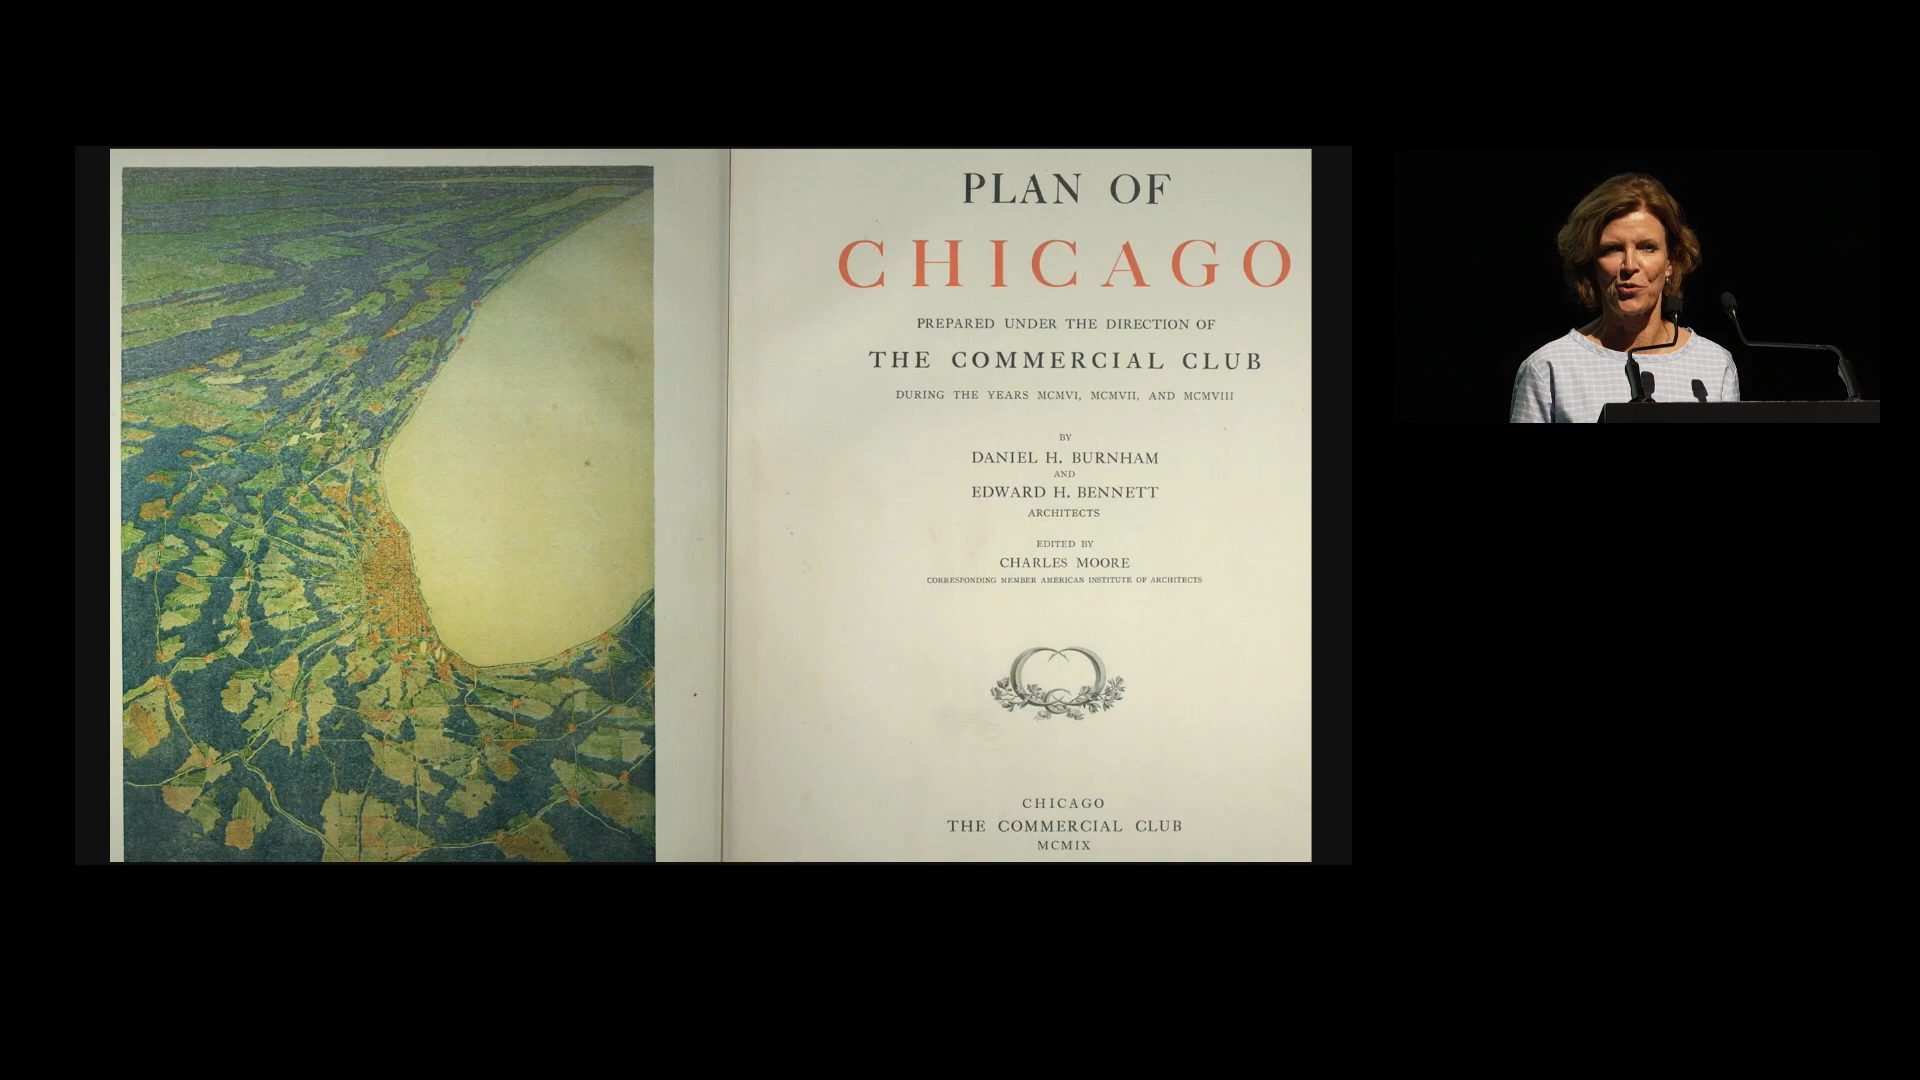 PLAN OF
CHICAGO
PREPARED UNDER THE DIRECTION OF
THE COMMERCIAL CLUB
DURING THE YEARS MCMVI, MCMVII, AND MCMVIII
BY
DANIEL H. BURNHAM
AND
EDWARD H. BENNETT
ARCHITECTS
EDITED BY
CHARLES MOORE
CORRESPONDING MEMBER AMERICAN INSTITUTE OF ARCHITECTS
CHICAGO
THE COMMERCIAL CLUB
MCMIX